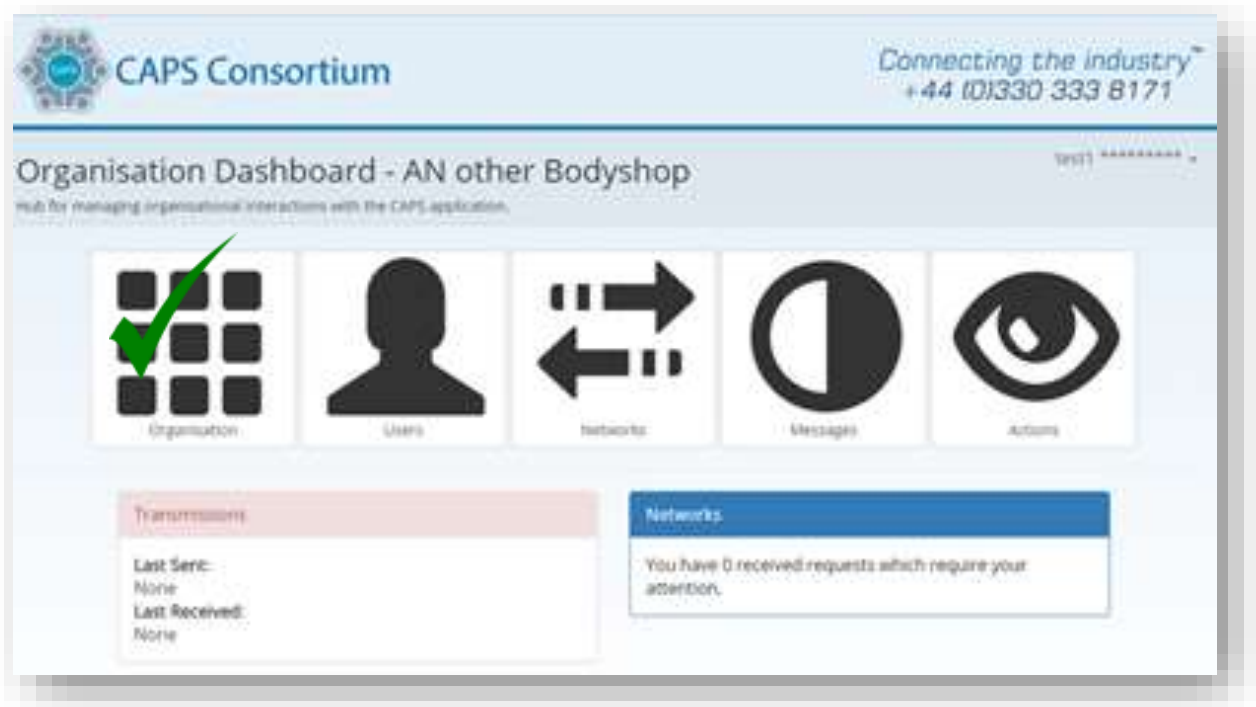 CAPS Consortium
Connecting the industry™
+44 (0)330 333 8171
Organisation Dashboard - AN other Bodyshop
test1 ********* 
Hub for managing organisational interactions with the CAPS application.
Organisation
Users
Networks
Messages
Actions
Transmissions
Last Sent:
None
Last Received:
None
Networks
You have 0 received requests which require your
attention.